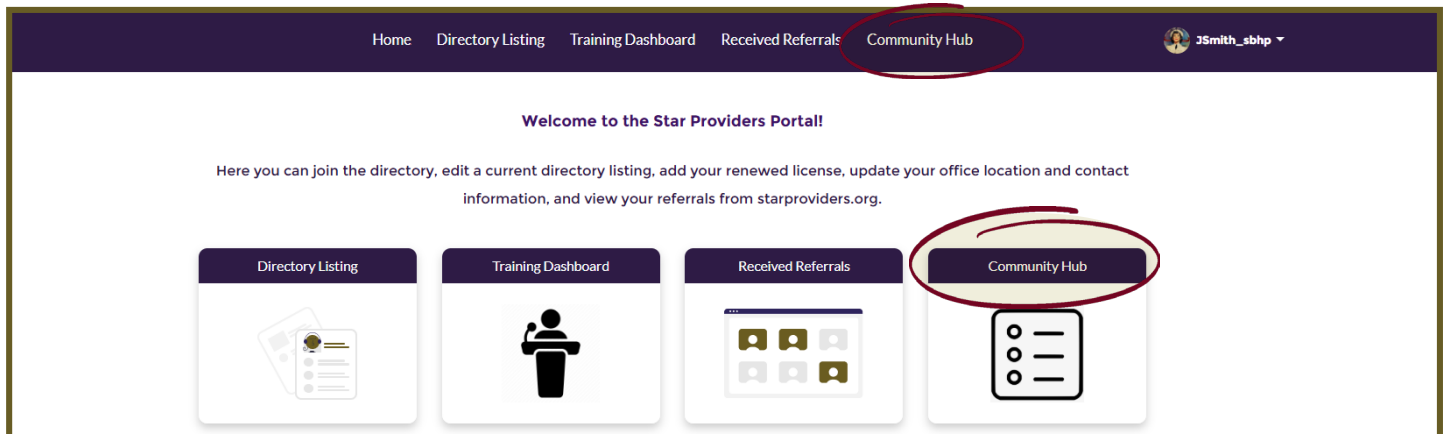 Home Directory Listing Training Dashboard Received Referrals Community Hub JSmith_sbhp
Welcome to the Star Providers Portal!
Here you can join the directory, edit a current directory listing, add your renewed license, update your office location and contact
information, and view your referrals from starproviders.org.
Directory Listing
Training Dashboard
Received Referrals
Community Hub